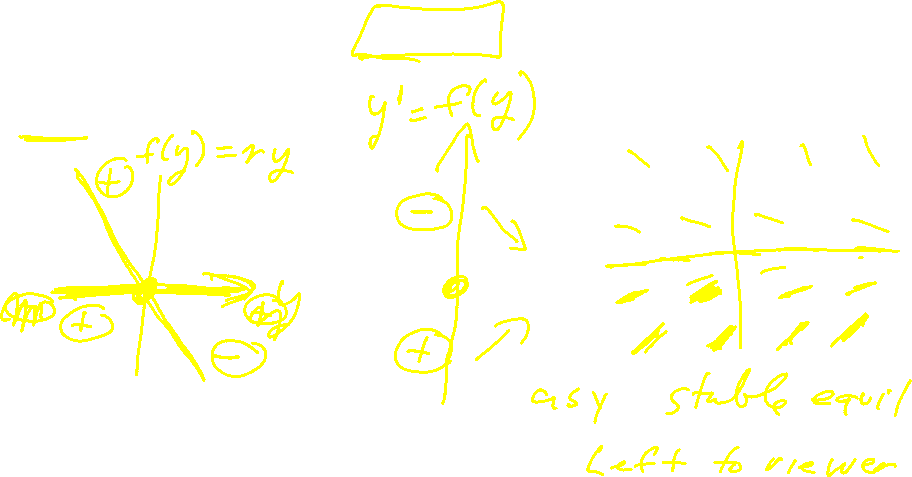 y' = f(y)
f(y) = ry
+
-
y
+
-
+
asy stable equil
Left to viewer